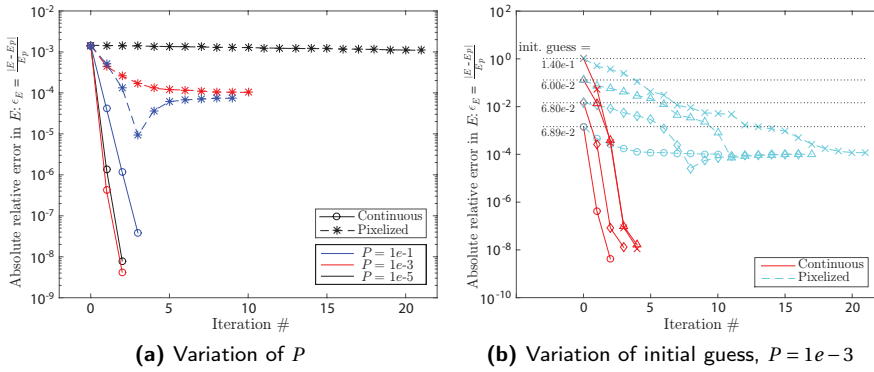 Absolute relative error in E: ϵ_E = |E - Ep| / E_p
10^-2
10^-3
10^-4
10^-5
10^-6
10^-7
10^-8
10^-9
0 5 10 15 20
Iteration #
Continuous
Pixelized
P = 1e-1
P = 1e-3
P = 1e-5
(a) Variation of P
Absolute relative error in E: ϵ_E = |E - Ep| / E_p
10^2
10^0
10^-2
10^-4
10^-6
10^-8
10^-10
init. guess =
1.40e-1
6.00e-2
6.80e-2
6.89e-2
0 5 10 15 20
Iteration #
Continuous
Pixelized
(b) Variation of initial guess, P = 1e − 3